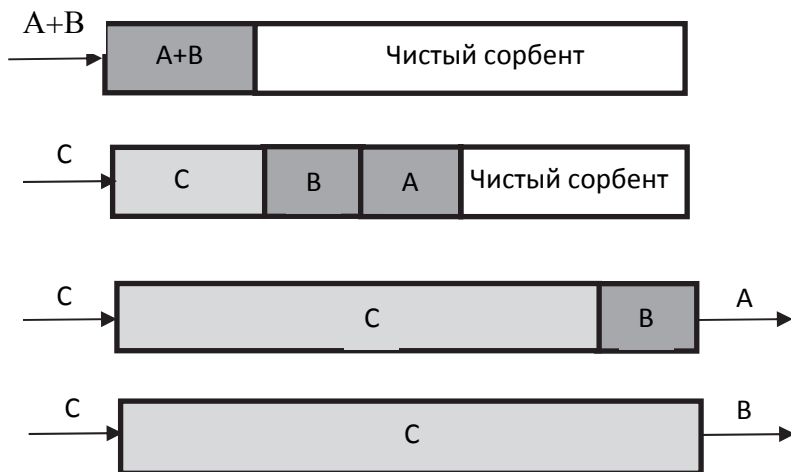 A+B
A+B Чистый сорбент
C
C B A Чистый сорбент
C
C B A
C
C B